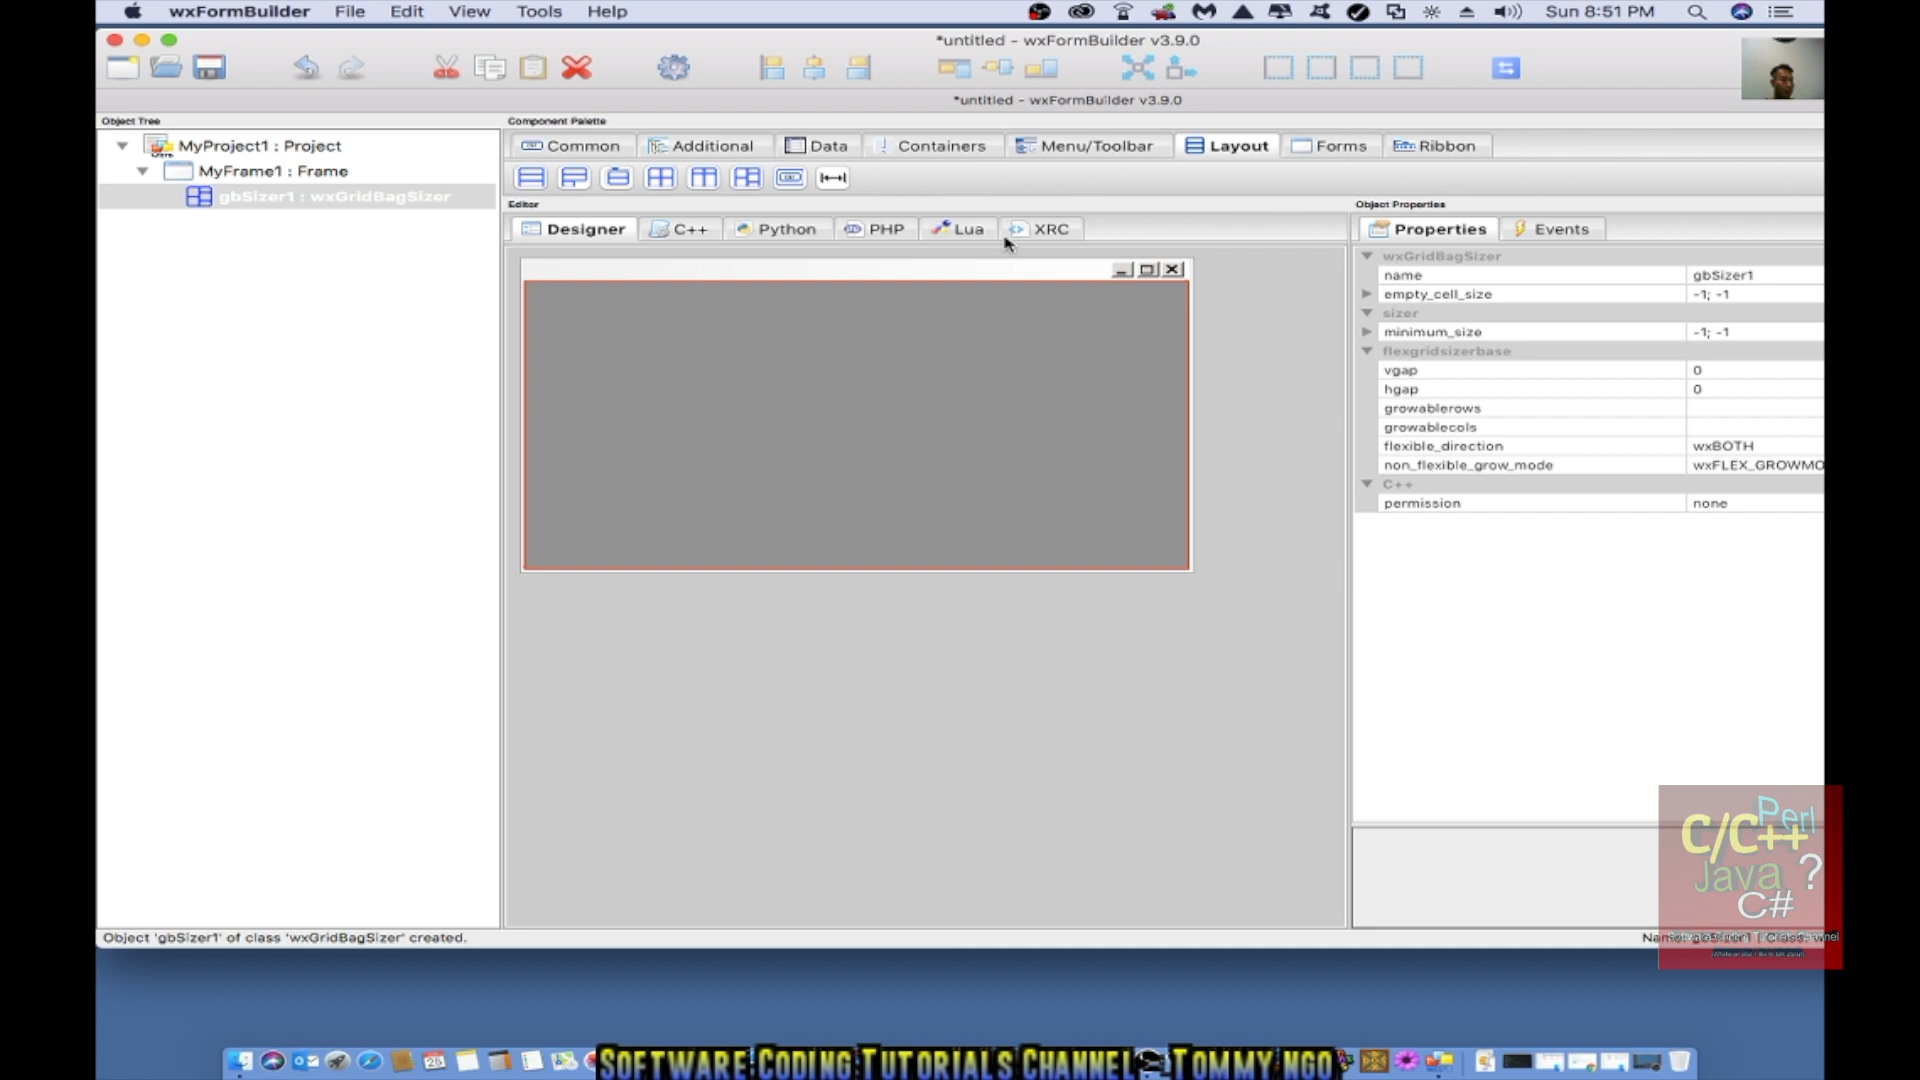 wxFormBuilder File Edit View Tools Help Sun 8:51 PM
*untitled - wxFormBuilder v3.9.0
*untitled - wxFormBuilder v3.9.0
Object Tree
MyProject1 : Project
MyFrame1 : Frame
gbSizer1 : wxGridBagSizer
Component Palette
Common Additional Data Containers Menu/Toolbar Layout Forms Ribbon
Editor
Designer C++ Python PHP Lua XRC
Object Properties
Properties Events
wxGridBagSizer
name gbSizer1
empty_cell_size -1; -1
sizer
minimum_size -1; -1
flexgridsizerbase
vgap 0
hgap 0
growablerows
growablecols
flexible_direction wxBOTH
non_flexible_grow_mode wxFLEX_GROWMO
C++
permission none
Perl
C/C++
Java ?
C#
Object 'gbSizer1' of class 'wxGridBagSizer' created.
Software Coding Tutorials Channel - Tommy Ngo